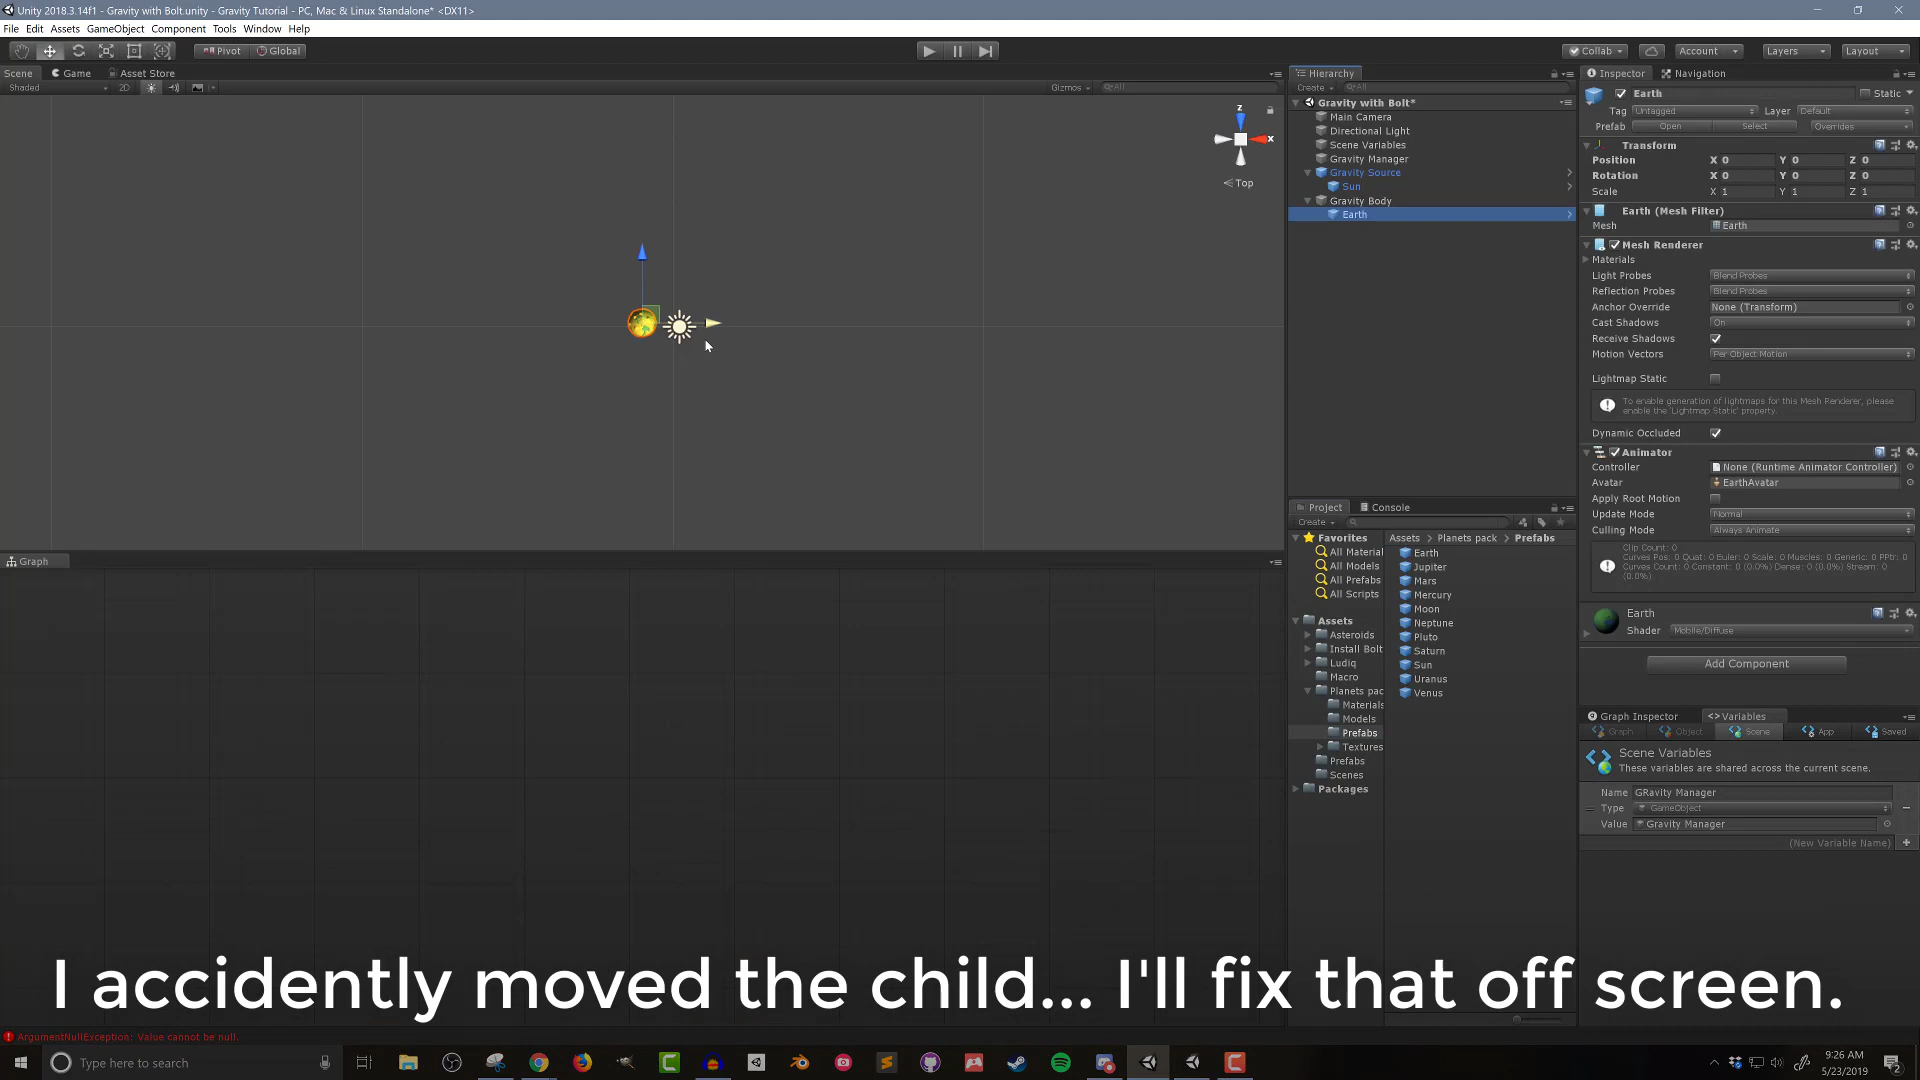 Unity 2018.3.14f1 - Gravity with Bolt.unity - Gravity Tutorial - PC, Mac & Linux Standalone* <DX11>
File Edit Assets GameObject Component Tools Window Help
Pivot Global Collab Account Layers Layout
Scene Game Asset Store
Shaded 2D Gizmos All
z
x
Top
Graph
Hierarchy
Create All
Gravity with Bolt*
Main Camera
Directional Light
Scene Variables
Gravity Manager
Gravity Source
Sun
Gravity Body
Earth
Project Console
Create
Favorites
All Material
All Models
All Prefabs
All Scripts
Assets
Asteroids
Install Bolt
Ludiq
Macro
Planets pac
Materials
Models
Prefabs
Textures
Prefabs
Scenes
Packages
Assets Planets pack Prefabs
Earth
Jupiter
Mars
Mercury
Moon
Neptune
Pluto
Saturn
Sun
Uranus
Venus
Inspector Navigation
Earth Static
Tag Untagged Layer Default
Prefab Open Select Overrides
Transform
Position X 0 Y 0 Z 0
Rotation X 0 Y 0 Z 0
Scale X 1 Y 1 Z 1
Earth (Mesh Filter)
Mesh Earth
Mesh Renderer
Materials
Light Probes Blend Probes
Reflection Probes Blend Probes
Anchor Override None (Transform)
Cast Shadows On
Receive Shadows
Motion Vectors Per Object Motion
Lightmap Static
To enable generation of lightmaps for this Mesh Renderer, please
enable the 'Lightmap Static' property.
Dynamic Occluded
Animator
Controller None (Runtime Animator Controller)
Avatar EarthAvatar
Apply Root Motion
Update Mode Normal
Culling Mode Always Animate
Clip Count: 0
Curves Pos: 0 Quat: 0 Euler: 0 Scale: 0 Muscles: 0 Generic: 0 PPtr: 0
Curves Count: 0 Constant: 0 (0.0%) Dense: 0 (0.0%) Stream: 0
(0.0%)
Earth
Shader Mobile/Diffuse
Add Component
Graph Inspector <> Variables
Graph Object Scene App Saved
Scene Variables
These variables are shared across the current scene.
Name GRavity Manager
Type GameObject
Value Gravity Manager
(New Variable Name)
I accidently moved the child... I'll fix that off screen.
ArgumentNullException: Value cannot be null.
Type here to search
9:26 AM
5/23/2019
2